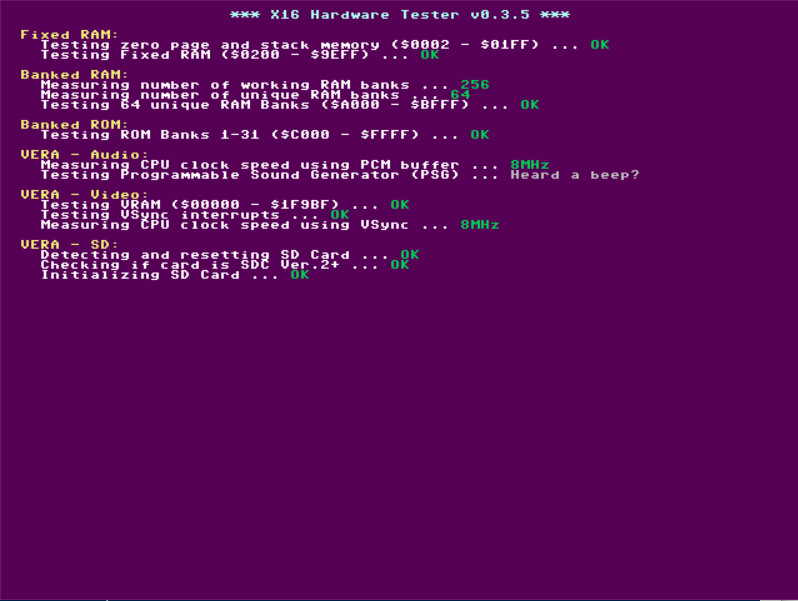 *** X16 Hardware Tester v0.3.5 ***
Fixed RAM:
Testing zero page and stack memory ($0002 - $01FF) ... OK
Testing Fixed RAM ($0200 - $9EFF) ... OK
Banked RAM:
Measuring number of working RAM banks ... 256
Measuring number of unique RAM banks ... 64
Testing 64 unique RAM Banks ($A000 - $BFFF) ... OK
Banked ROM:
Testing ROM Banks 1-31 ($C000 - $FFFF) ... OK
VERA - Audio:
Measuring CPU clock speed using PCM buffer ... 8MHz
Testing Programmable Sound Generator (PSG) ... Heard a beep?
VERA - Video:
Testing VRAM ($00000 - $1F9BF) ... OK
Testing VSync interrupts ... OK
Measuring CPU clock speed using VSync ... 8MHz
VERA - SD:
Detecting and resetting SD Card ... OK
Checking if card is SDC Ver.2+ ... OK
Initializing SD Card ... OK